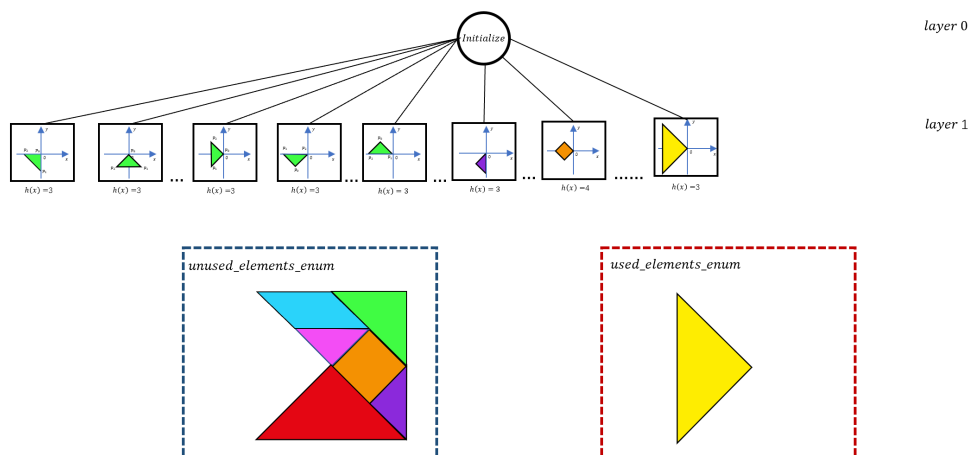 Initialize
layer 0
layer 1
h(x) =3
h(x) =3
h(x) =3
h(x) =3
h(x) = 3
h(x) = 3
h(x) =4
h(x) =3
... ... ... ... ......
unused_elements_enum
used_elements_enum